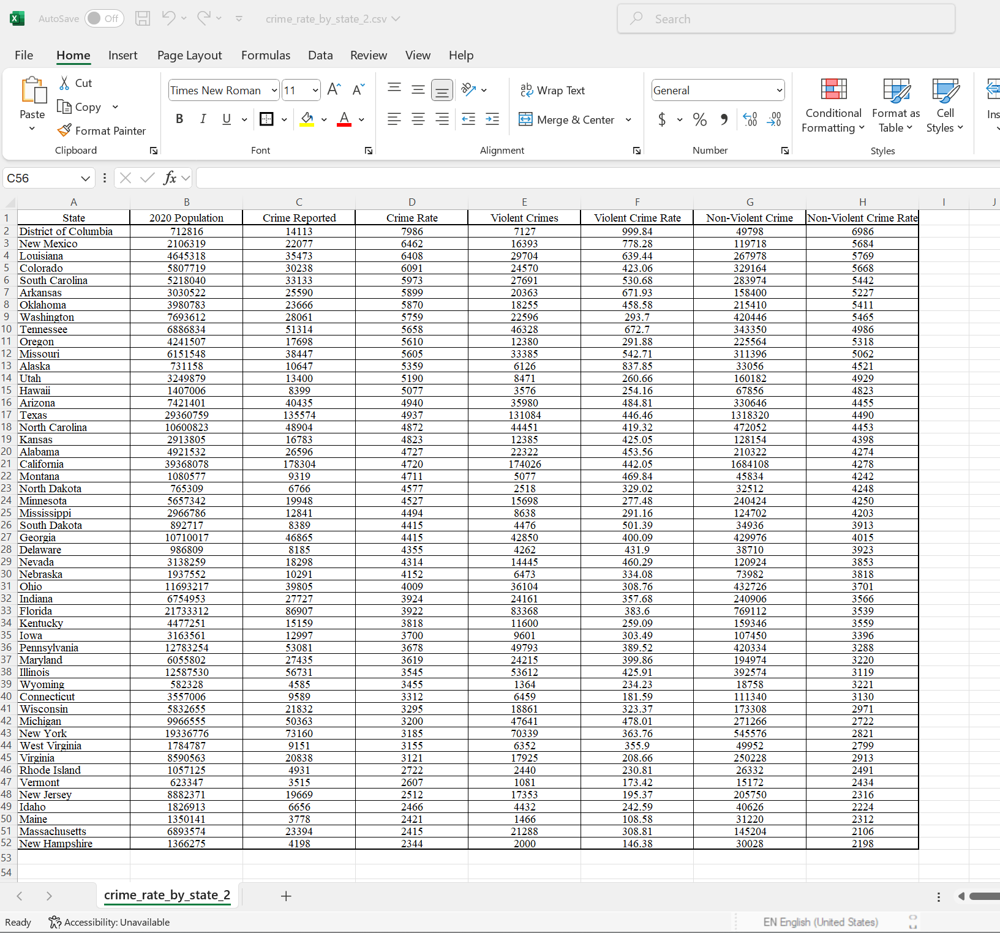 AutoSave Off crime_rate_by_state_2.csv Search
File Home Insert Page Layout Formulas Data Review View Help
Paste Cut Copy Format Painter
Clipboard
Times New Roman 11 A A
B I U A
Font
ab Wrap Text
Merge & Center
Alignment
General
$ % , .00 .00
Number
Conditional Formatting Format as Table Cell Styles
Styles
Ins
C56 fx
A B C D E F G H I J
1 State 2020 Population Crime Reported Crime Rate Violent Crimes Violent Crime Rate Non-Violent Crime Non-Violent Crime Rate
2 District of Columbia 712816 14113 7986 7127 999.84 49798 6986
3 New Mexico 2106319 22077 6462 16393 778.28 119718 5684
4 Louisiana 4645318 35473 6408 29704 639.44 267978 5769
5 Colorado 5807719 30238 6091 24570 423.06 329164 5668
6 South Carolina 5218040 33133 5973 27691 530.68 283974 5442
7 Arkansas 3030522 25590 5899 20363 671.93 158400 5227
8 Oklahoma 3980783 23666 5870 18255 458.58 215410 5411
9 Washington 7693612 28061 5759 22596 293.7 420446 5465
10 Tennessee 6886834 51314 5658 46328 672.7 343350 4986
11 Oregon 4241507 17698 5610 12380 291.88 225564 5318
12 Missouri 6151548 38447 5605 33385 542.71 311396 5062
13 Alaska 731158 10647 5359 6126 837.85 33056 4521
14 Utah 3249879 13400 5190 8471 260.66 160182 4929
15 Hawaii 1407006 8399 5077 3576 254.16 67856 4823
16 Arizona 7421401 40435 4940 35980 484.81 330646 4455
17 Texas 29360759 135574 4937 131084 446.46 1318320 4490
18 North Carolina 10600823 48904 4872 44451 419.32 472052 4453
19 Kansas 2913805 16783 4823 12385 425.05 128154 4398
20 Alabama 4921532 26596 4727 22322 453.56 210322 4274
21 California 39368078 178304 4720 174026 442.05 1684108 4278
22 Montana 1080577 9319 4711 5077 469.84 45834 4242
23 North Dakota 765309 6766 4577 2518 329.02 32512 4248
24 Minnesota 5657342 19948 4527 15698 277.48 240424 4250
25 Mississippi 2966786 12841 4494 8638 291.16 124702 4203
26 South Dakota 892717 8389 4415 4476 501.39 34936 3913
27 Georgia 10710017 46865 4415 42850 400.09 429976 4015
28 Delaware 986809 8185 4355 4262 431.9 38710 3923
29 Nevada 3138259 18298 4314 14445 460.29 120924 3853
30 Nebraska 1937552 10291 4152 6473 334.08 73982 3818
31 Ohio 11693217 39805 4009 36104 308.76 432726 3701
32 Indiana 6754953 27727 3924 24161 357.68 240906 3566
33 Florida 21733312 86907 3922 83368 383.6 769112 3539
34 Kentucky 4477251 15159 3818 11600 259.09 159346 3559
35 Iowa 3163561 12997 3700 9601 303.49 107450 3396
36 Pennsylvania 12783254 53081 3678 49793 389.52 420334 3288
37 Maryland 6055802 27435 3619 24215 399.86 194974 3220
38 Illinois 12587530 56731 3545 53612 425.91 392574 3119
39 Wyoming 582328 4585 3455 1364 234.23 18758 3221
40 Connecticut 3557006 9589 3312 6459 181.59 111340 3130
41 Wisconsin 5832655 21832 3295 18861 323.37 173308 2971
42 Michigan 9966555 50363 3200 47641 478.01 271266 2722
43 New York 19336776 73160 3185 70339 363.76 545576 2821
44 West Virginia 1784787 9151 3155 6352 355.9 49952 2799
45 Virginia 8590563 20838 3121 17925 208.66 250228 2913
46 Rhode Island 1057125 4931 2722 2440 230.81 26332 2491
47 Vermont 623347 3515 2607 1081 173.42 15172 2434
48 New Jersey 8882371 19669 2512 17353 195.37 205750 2316
49 Idaho 1826913 6656 2466 4432 242.59 40626 2224
50 Maine 1350141 3778 2421 1466 108.58 31220 2312
51 Massachusetts 6893574 23394 2415 21288 308.81 145204 2106
52 New Hampshire 1366275 4198 2344 2000 146.38 30028 2198
53
54
crime_rate_by_state_2 +
Ready Accessibility: Unavailable EN English (United States)